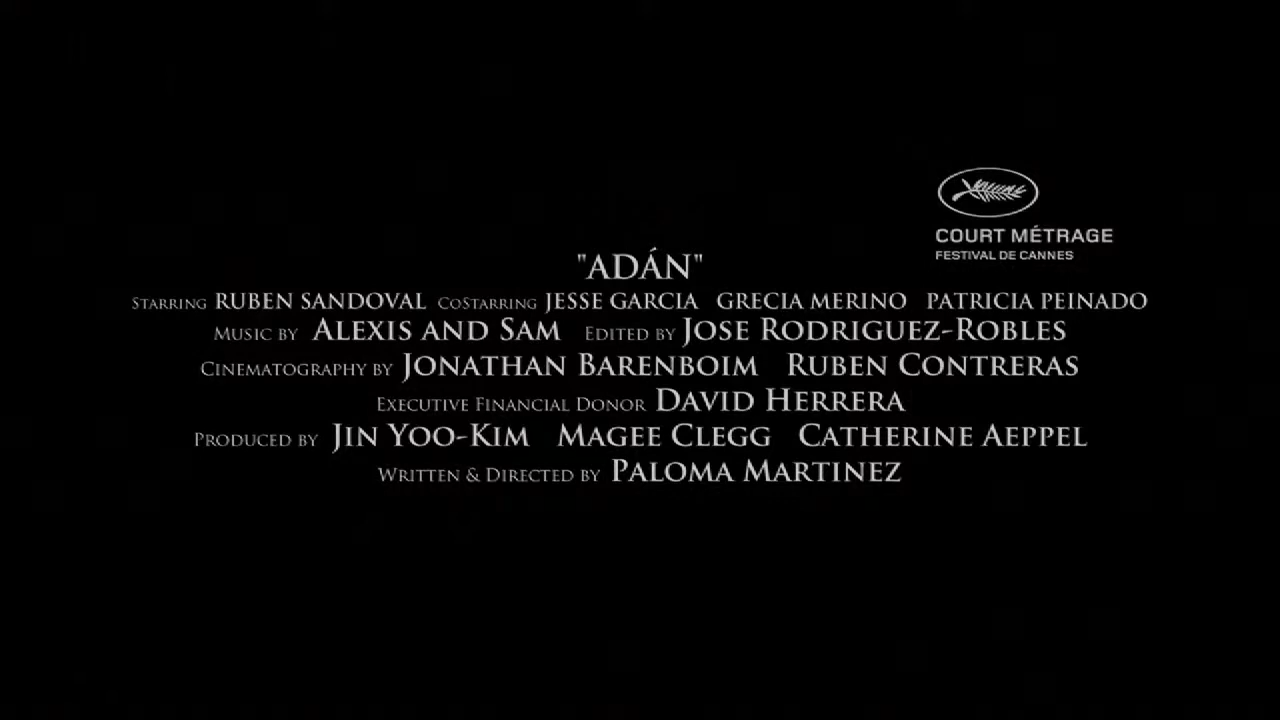 COURT MÉTRAGE
FESTIVAL DE CANNES
"ADÁN"
STARRING RUBEN SANDOVAL COSTARRING JESSE GARCIA GRECIA MERINO PATRICIA PEINADO
MUSIC BY ALEXIS AND SAM EDITED BY JOSE RODRIGUEZ-ROBLES
CINEMATOGRAPHY BY JONATHAN BARENBOIM RUBEN CONTRERAS
EXECUTIVE FINANCIAL DONOR DAVID HERRERA
PRODUCED BY JIN YOO-KIM MAGEE CLEGG CATHERINE AEPPEL
WRITTEN & DIRECTED BY PALOMA MARTINEZ